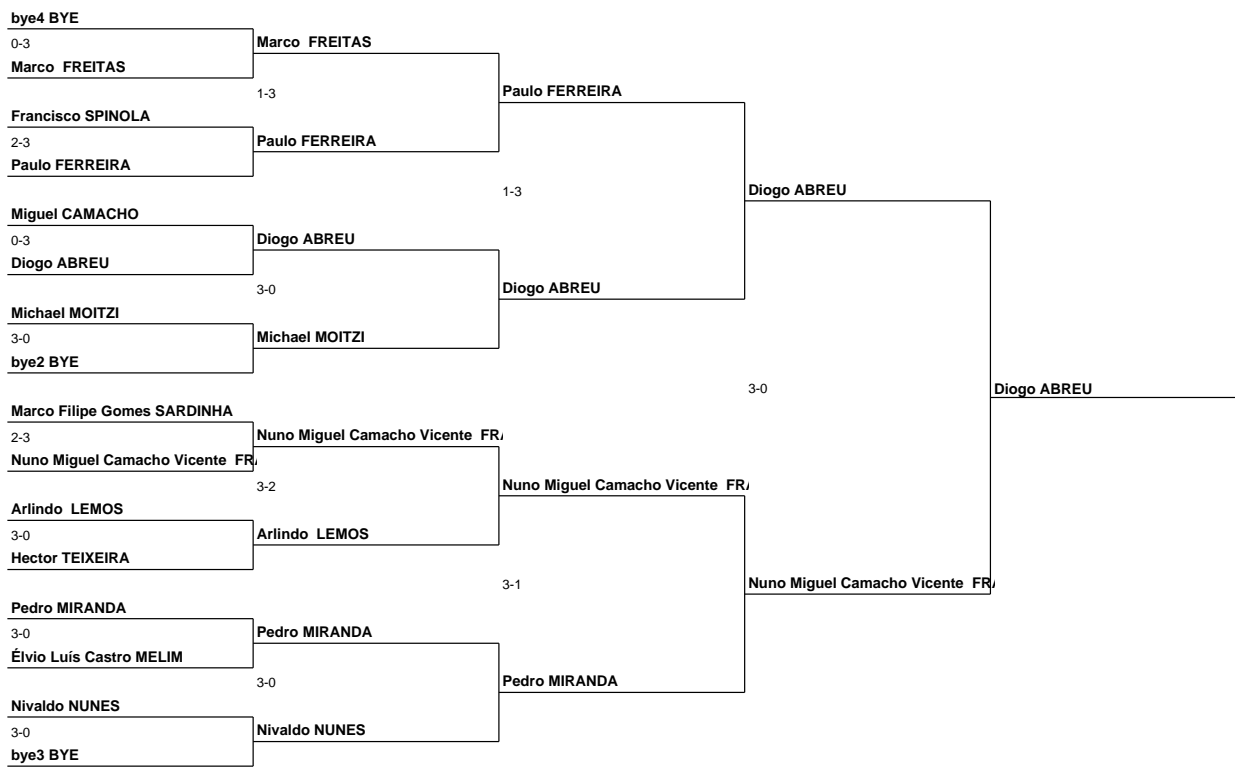 bye4 BYE
0-3
Marco FREITAS
Marco FREITAS
1-3
Paulo FERREIRA
Francisco SPINOLA
2-3
Paulo FERREIRA
Paulo FERREIRA
1-3
Diogo ABREU
Miguel CAMACHO
0-3
Diogo ABREU
Diogo ABREU
3-0
Diogo ABREU
Michael MOITZI
3-0
Michael MOITZI
bye2 BYE
3-0
Diogo ABREU
Marco Filipe Gomes SARDINHA
2-3
Nuno Miguel Camacho Vicente FRA
Nuno Miguel Camacho Vicente FRA
3-2
Nuno Miguel Camacho Vicente FRA
Arlindo LEMOS
3-0
Arlindo LEMOS
Hector TEIXEIRA
3-1
Nuno Miguel Camacho Vicente FRA
Pedro MIRANDA
3-0
Pedro MIRANDA
Élvio Luís Castro MELIM
3-0
Pedro MIRANDA
Nivaldo NUNES
3-0
Nivaldo NUNES
bye3 BYE